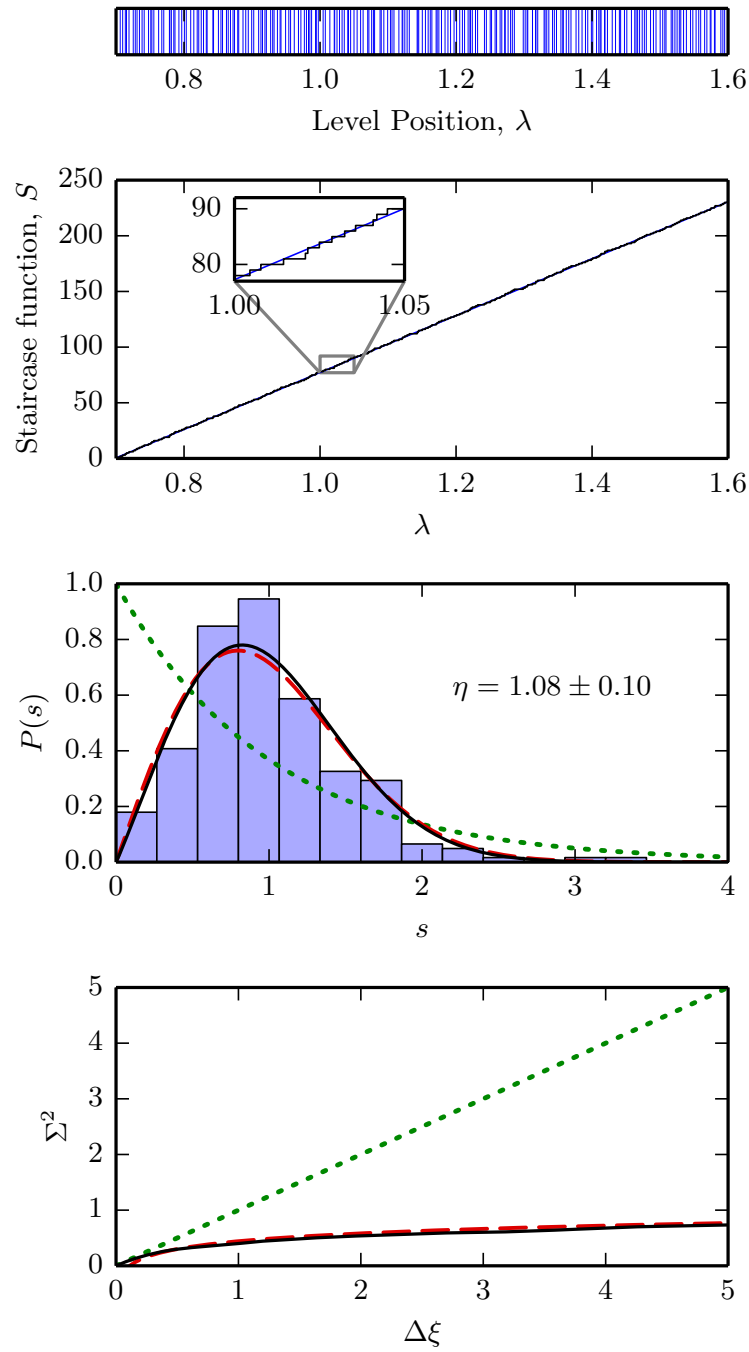 0.8 1.0 1.2 1.4 1.6
Level Position, λ
Staircase function, S
250
200
150
100
50
0
90
80
1.00 1.05
0.8 1.0 1.2 1.4 1.6
λ
P(s)
1.0
0.8
0.6
0.4
0.2
0.0
η = 1.08 ± 0.10
0 1 2 3 4
s
Σ²
5
4
3
2
1
0
0 1 2 3 4 5
Δξ